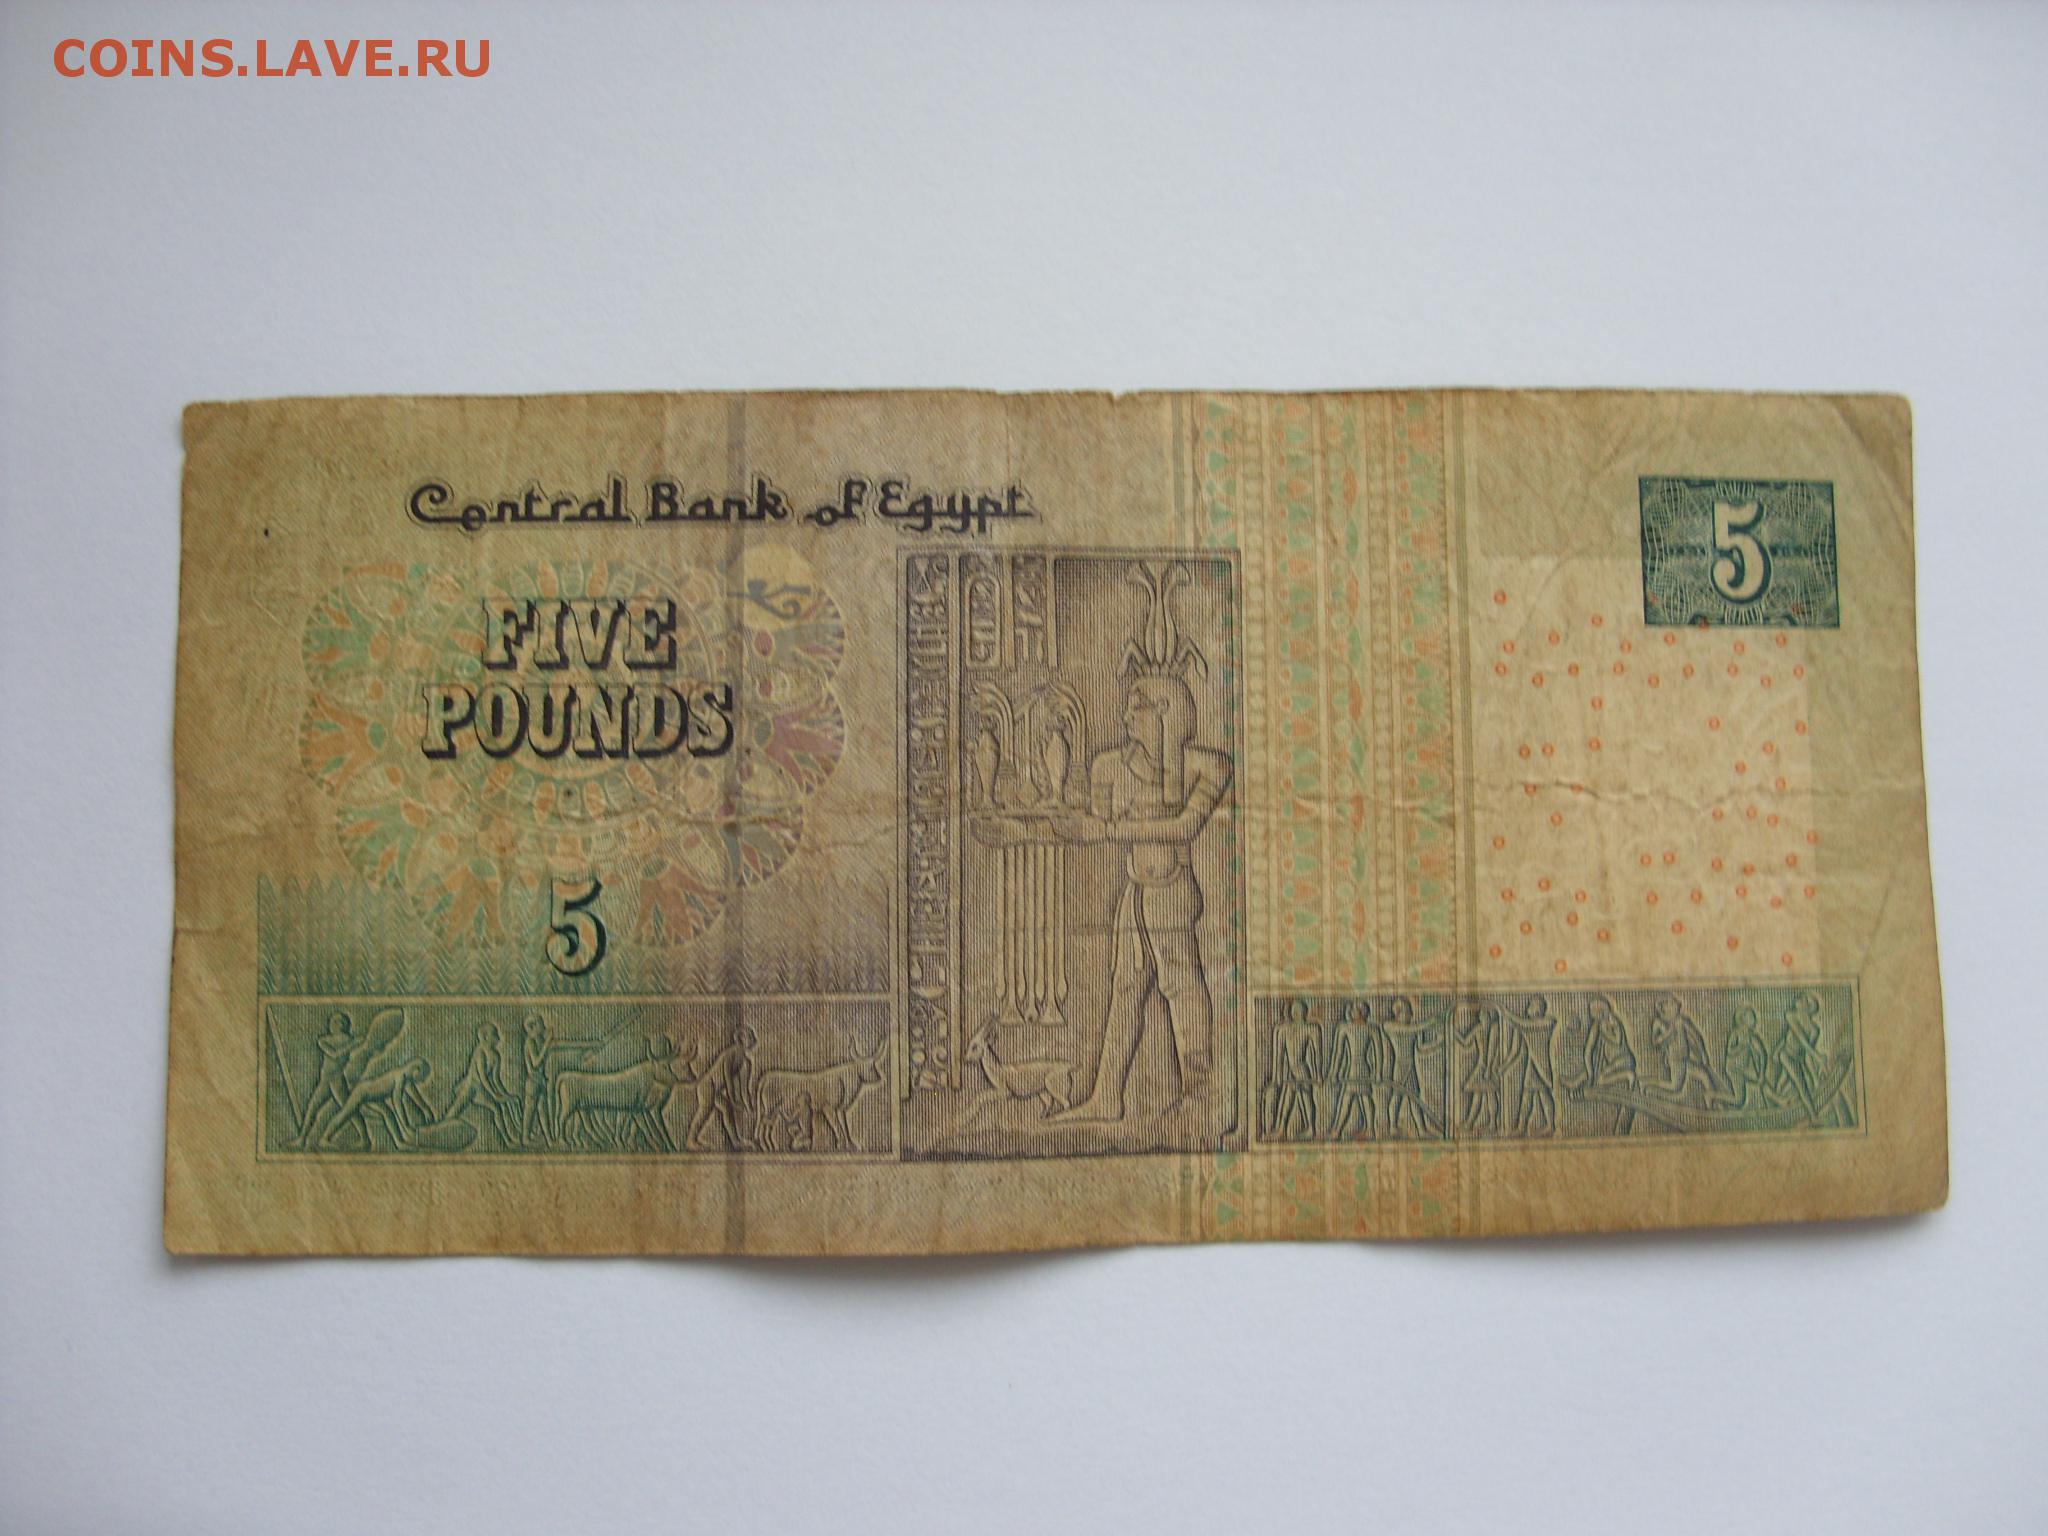 COINS.LAVE.RU
Central Bank of Egypt
5
FIVE
POUNDS
5